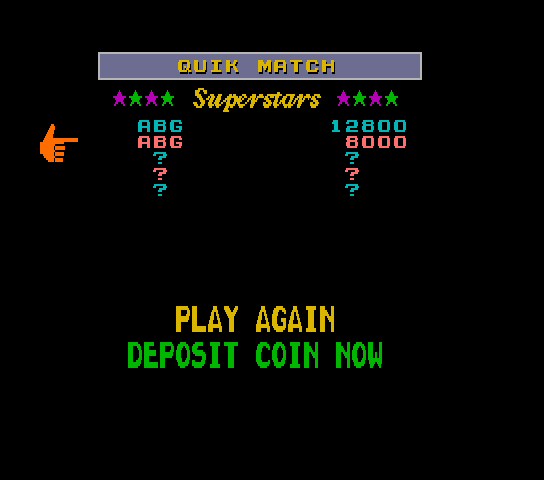 QUIK MATCH
Superstars
ABG 12800
ABG 8000
? ?
? ?
? ?
PLAY AGAIN
DEPOSIT COIN NOW